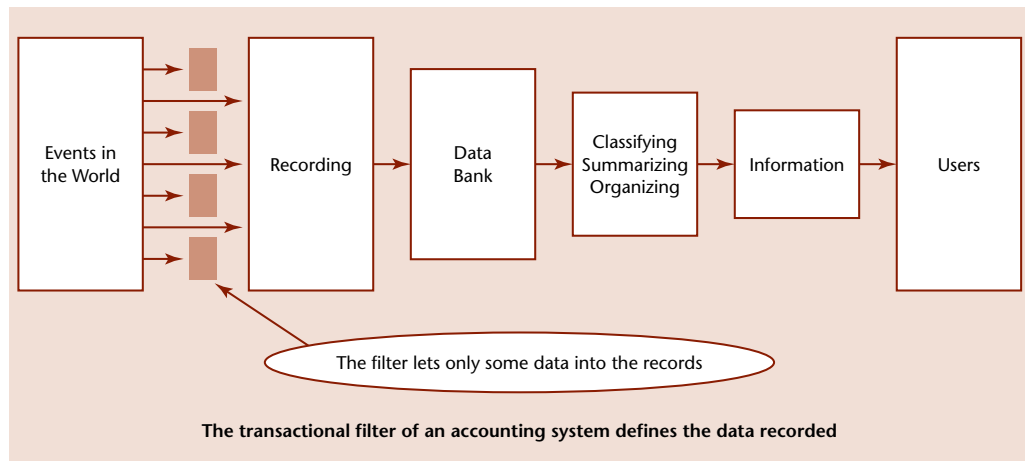 Events in
the World
Recording
Data
Bank
Classifying
Summarizing
Organizing
Information
Users
The filter lets only some data into the records
The transactional filter of an accounting system defines the data recorded